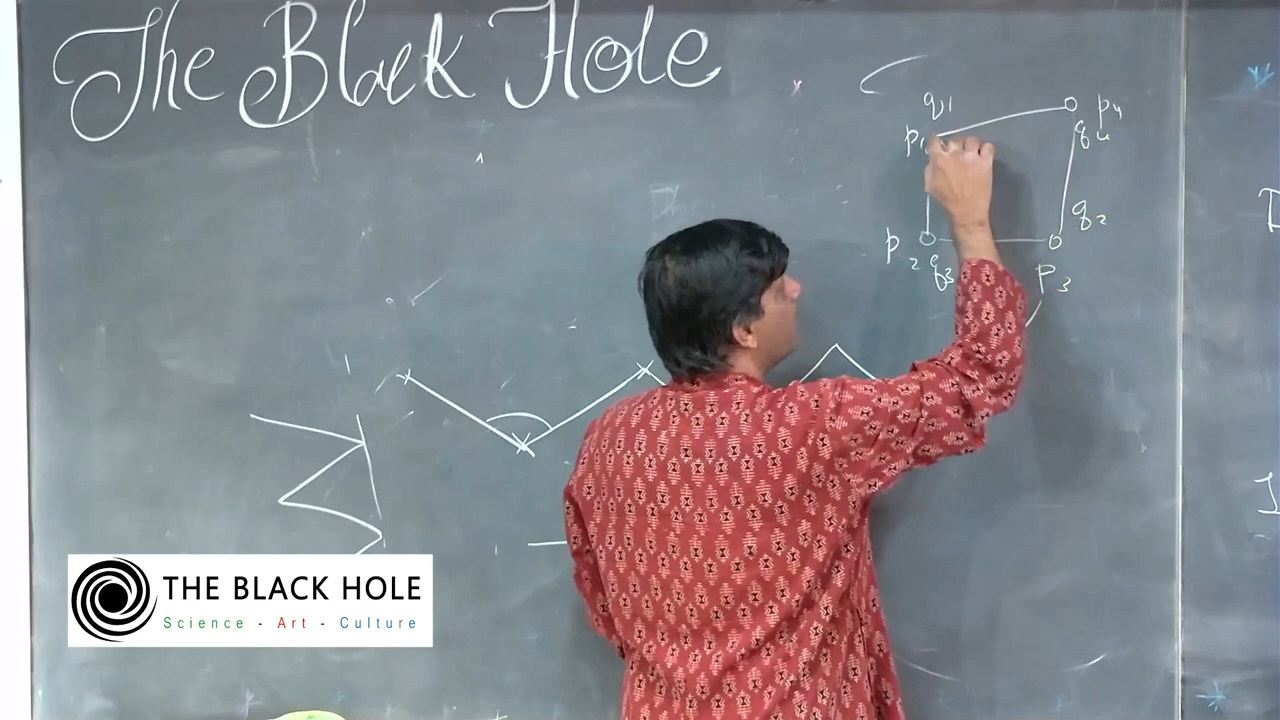 The Black Hole
q1
p1
p4
q4
q2
p2
q3
p3
THE BLACK HOLE
Science - Art - Culture